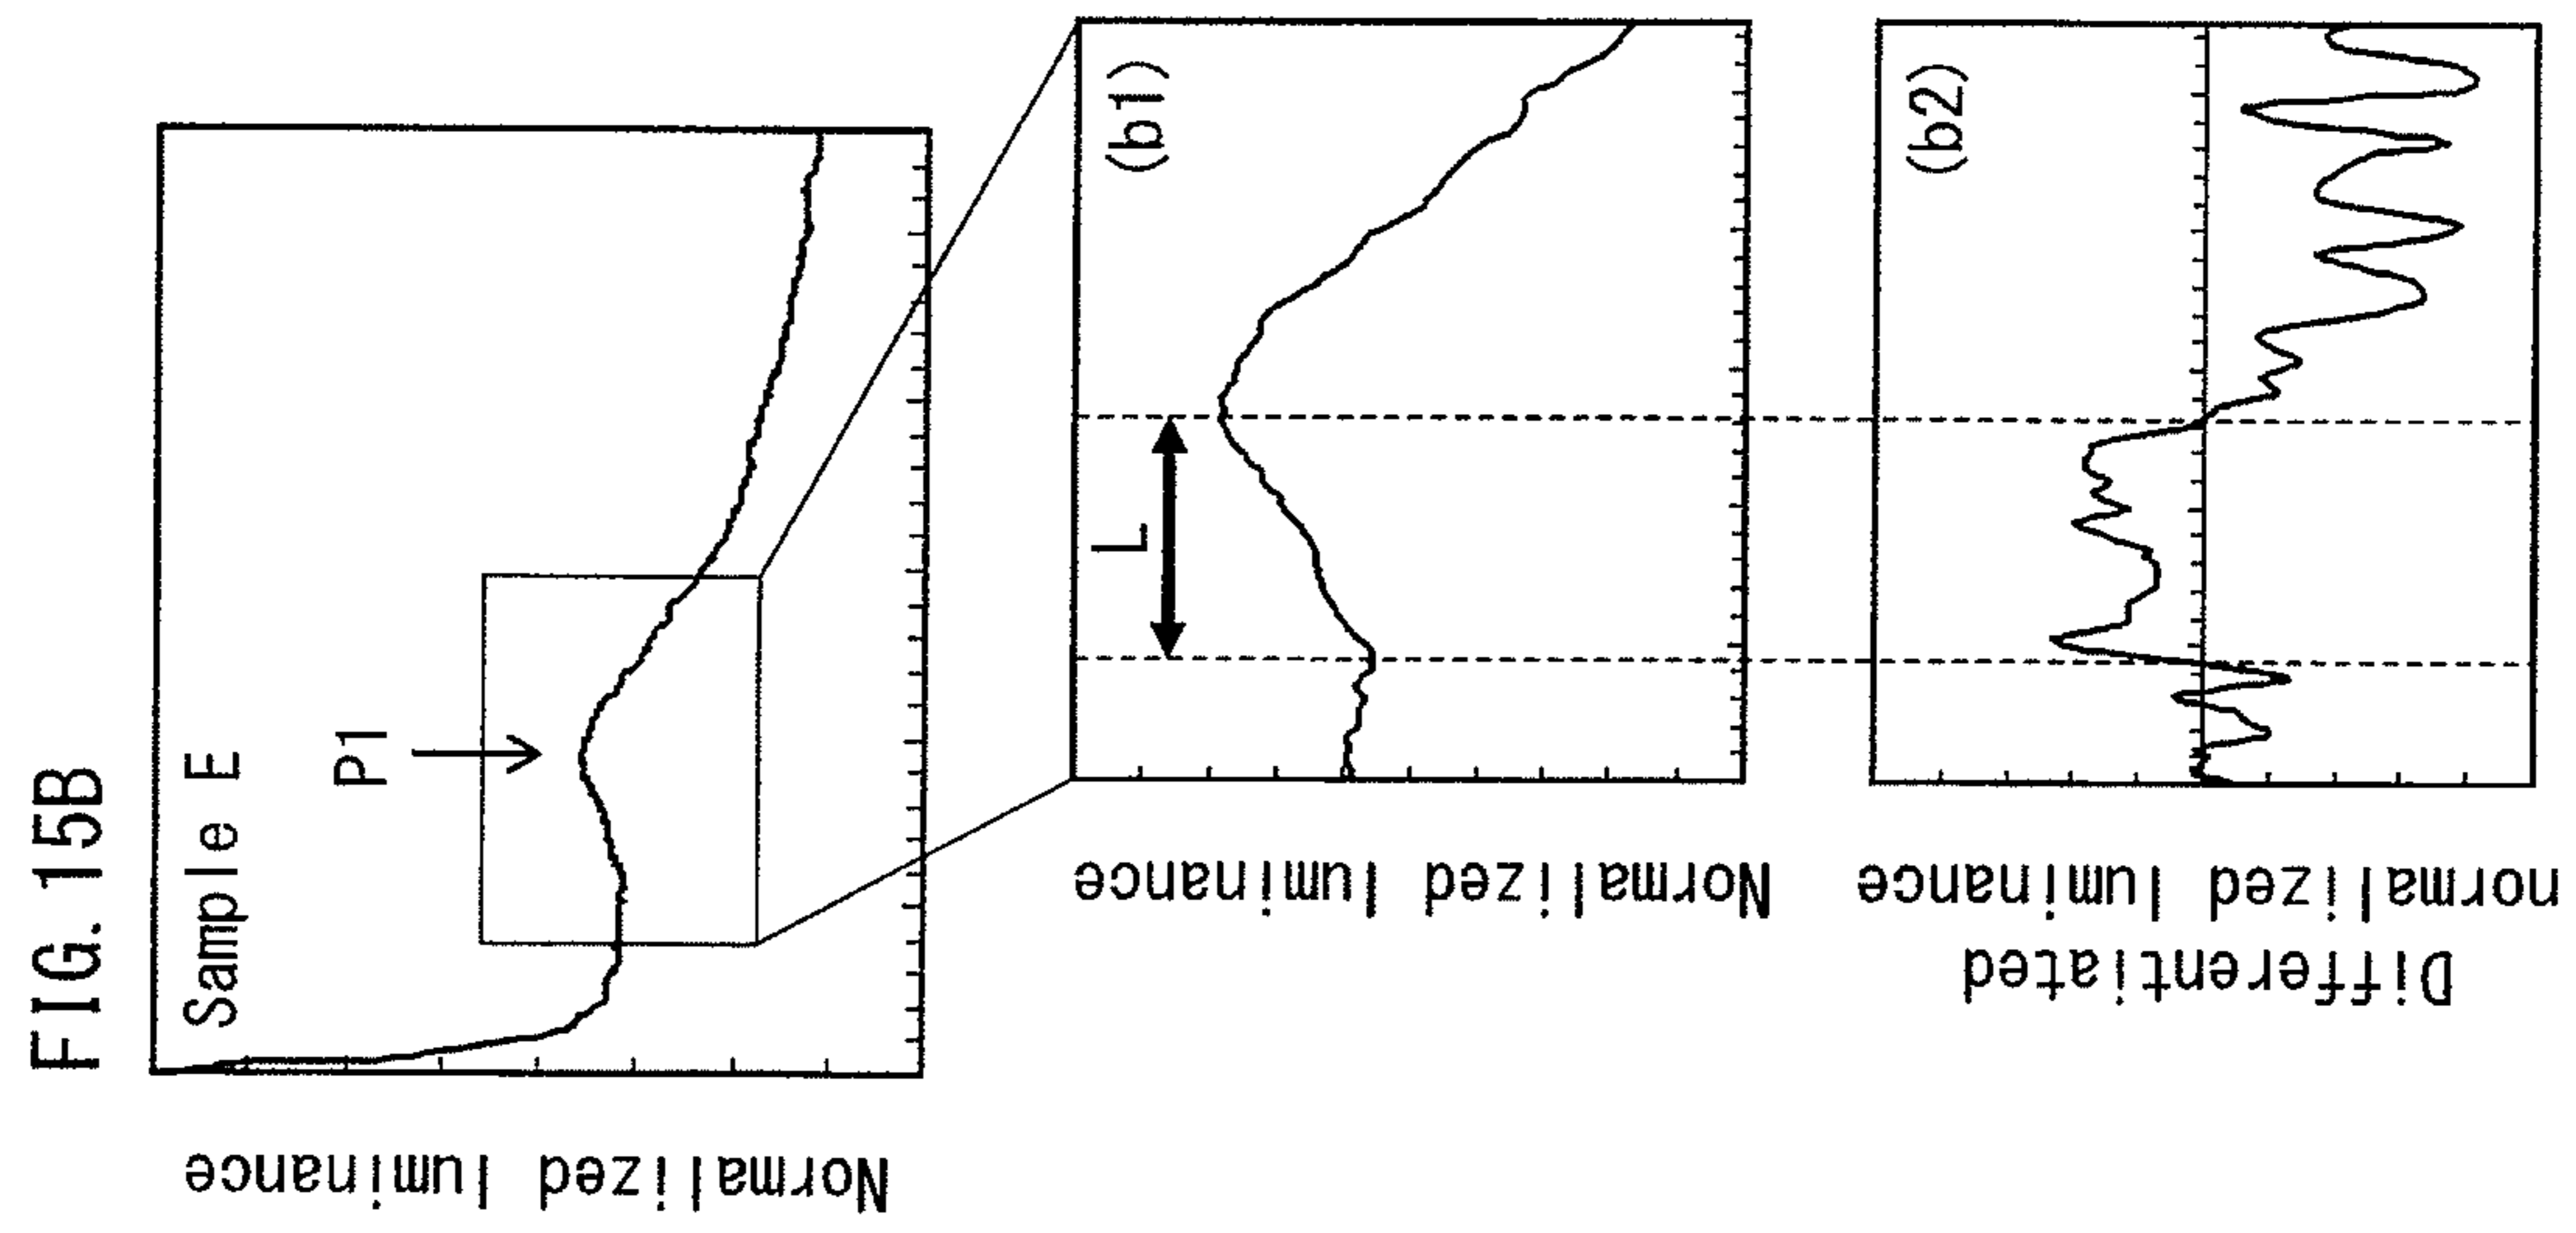 FIG. 15B
Sample E
P1
Normalized luminance
(b1)
L
Normalized luminance
(b2)
Differentiated
normalized luminance